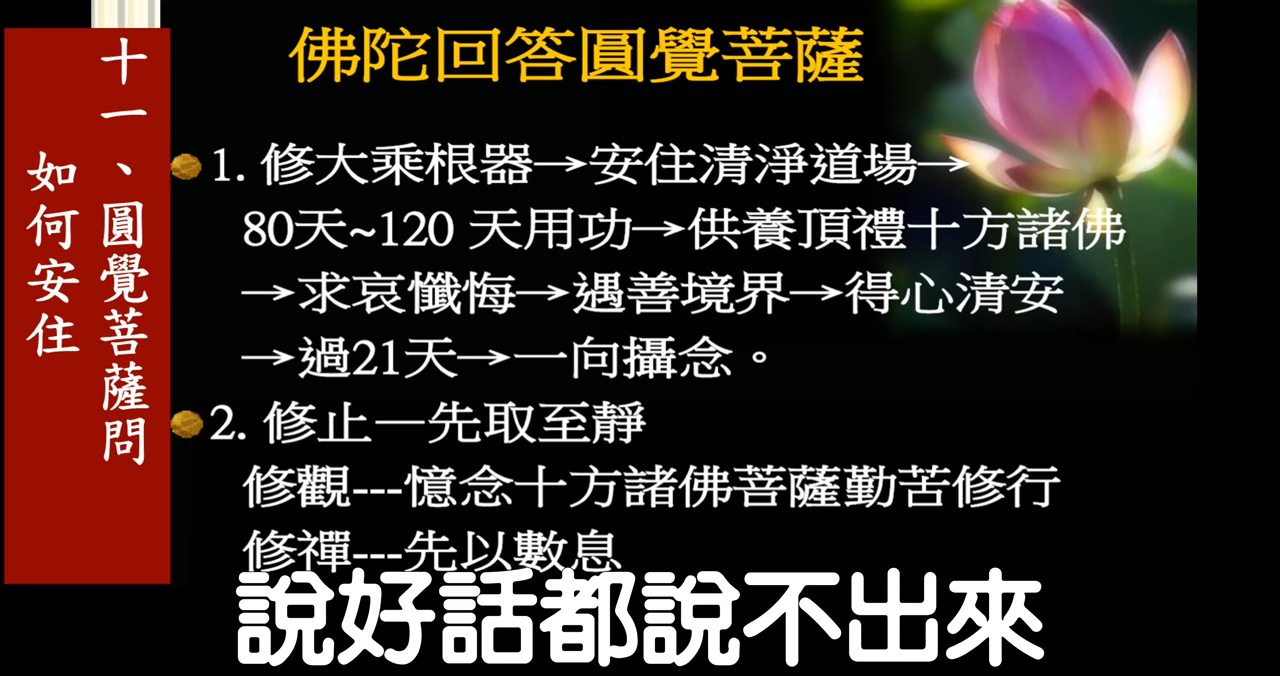 十一、圓覺菩薩問
如何安住
佛陀回答圓覺菩薩
1. 修大乘根器→安住清淨道場→
80天~120 天用功→供養頂禮十方諸佛
→求哀懺悔→遇善境界→得心清安
→過21天→一向攝念。
2. 修止—先取至靜
修觀---憶念十方諸佛菩薩勤苦修行
修禪---先以數息
說好話都說不出來